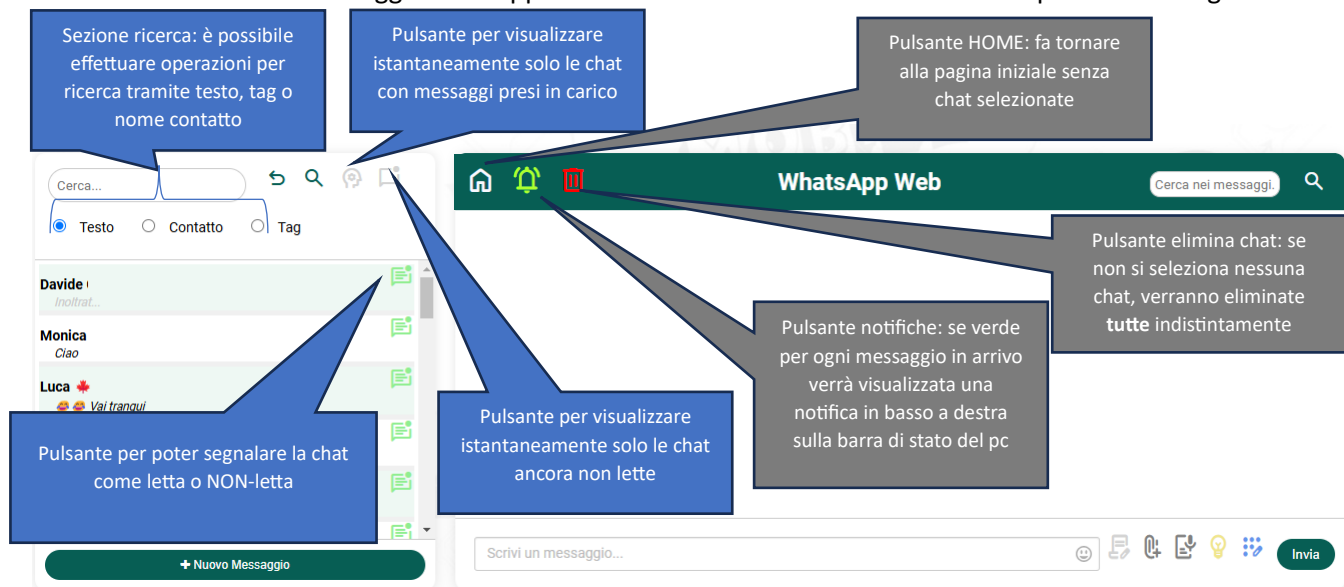 Sezione ricerca: è possibile
effettuare operazioni per
ricerca tramite testo, tag o
nome contatto
Pulsante per visualizzare
istantaneamente solo le chat
con messaggi presi in carico
Pulsante HOME: fa tornare
alla pagina iniziale senza
chat selezionate
Cerca...
Testo
Contatto
Tag
WhatsApp Web
Cerca nei messaggi.
Davide
Inoltrat...
Monica
Ciao
Luca 🍁
😂 😂 Vai tranqui
Pulsante per poter segnalare la chat
come letta o NON-letta
Pulsante per visualizzare
istantaneamente solo le chat
ancora non lette
Pulsante notifiche: se verde
per ogni messaggio in arrivo
verrà visualizzata una
notifica in basso a destra
sulla barra di stato del pc
Pulsante elimina chat: se
non si seleziona nessuna
chat, verranno eliminate
tutte indistintamente
+ Nuovo Messaggio
Scrivi un messaggio...
Invia